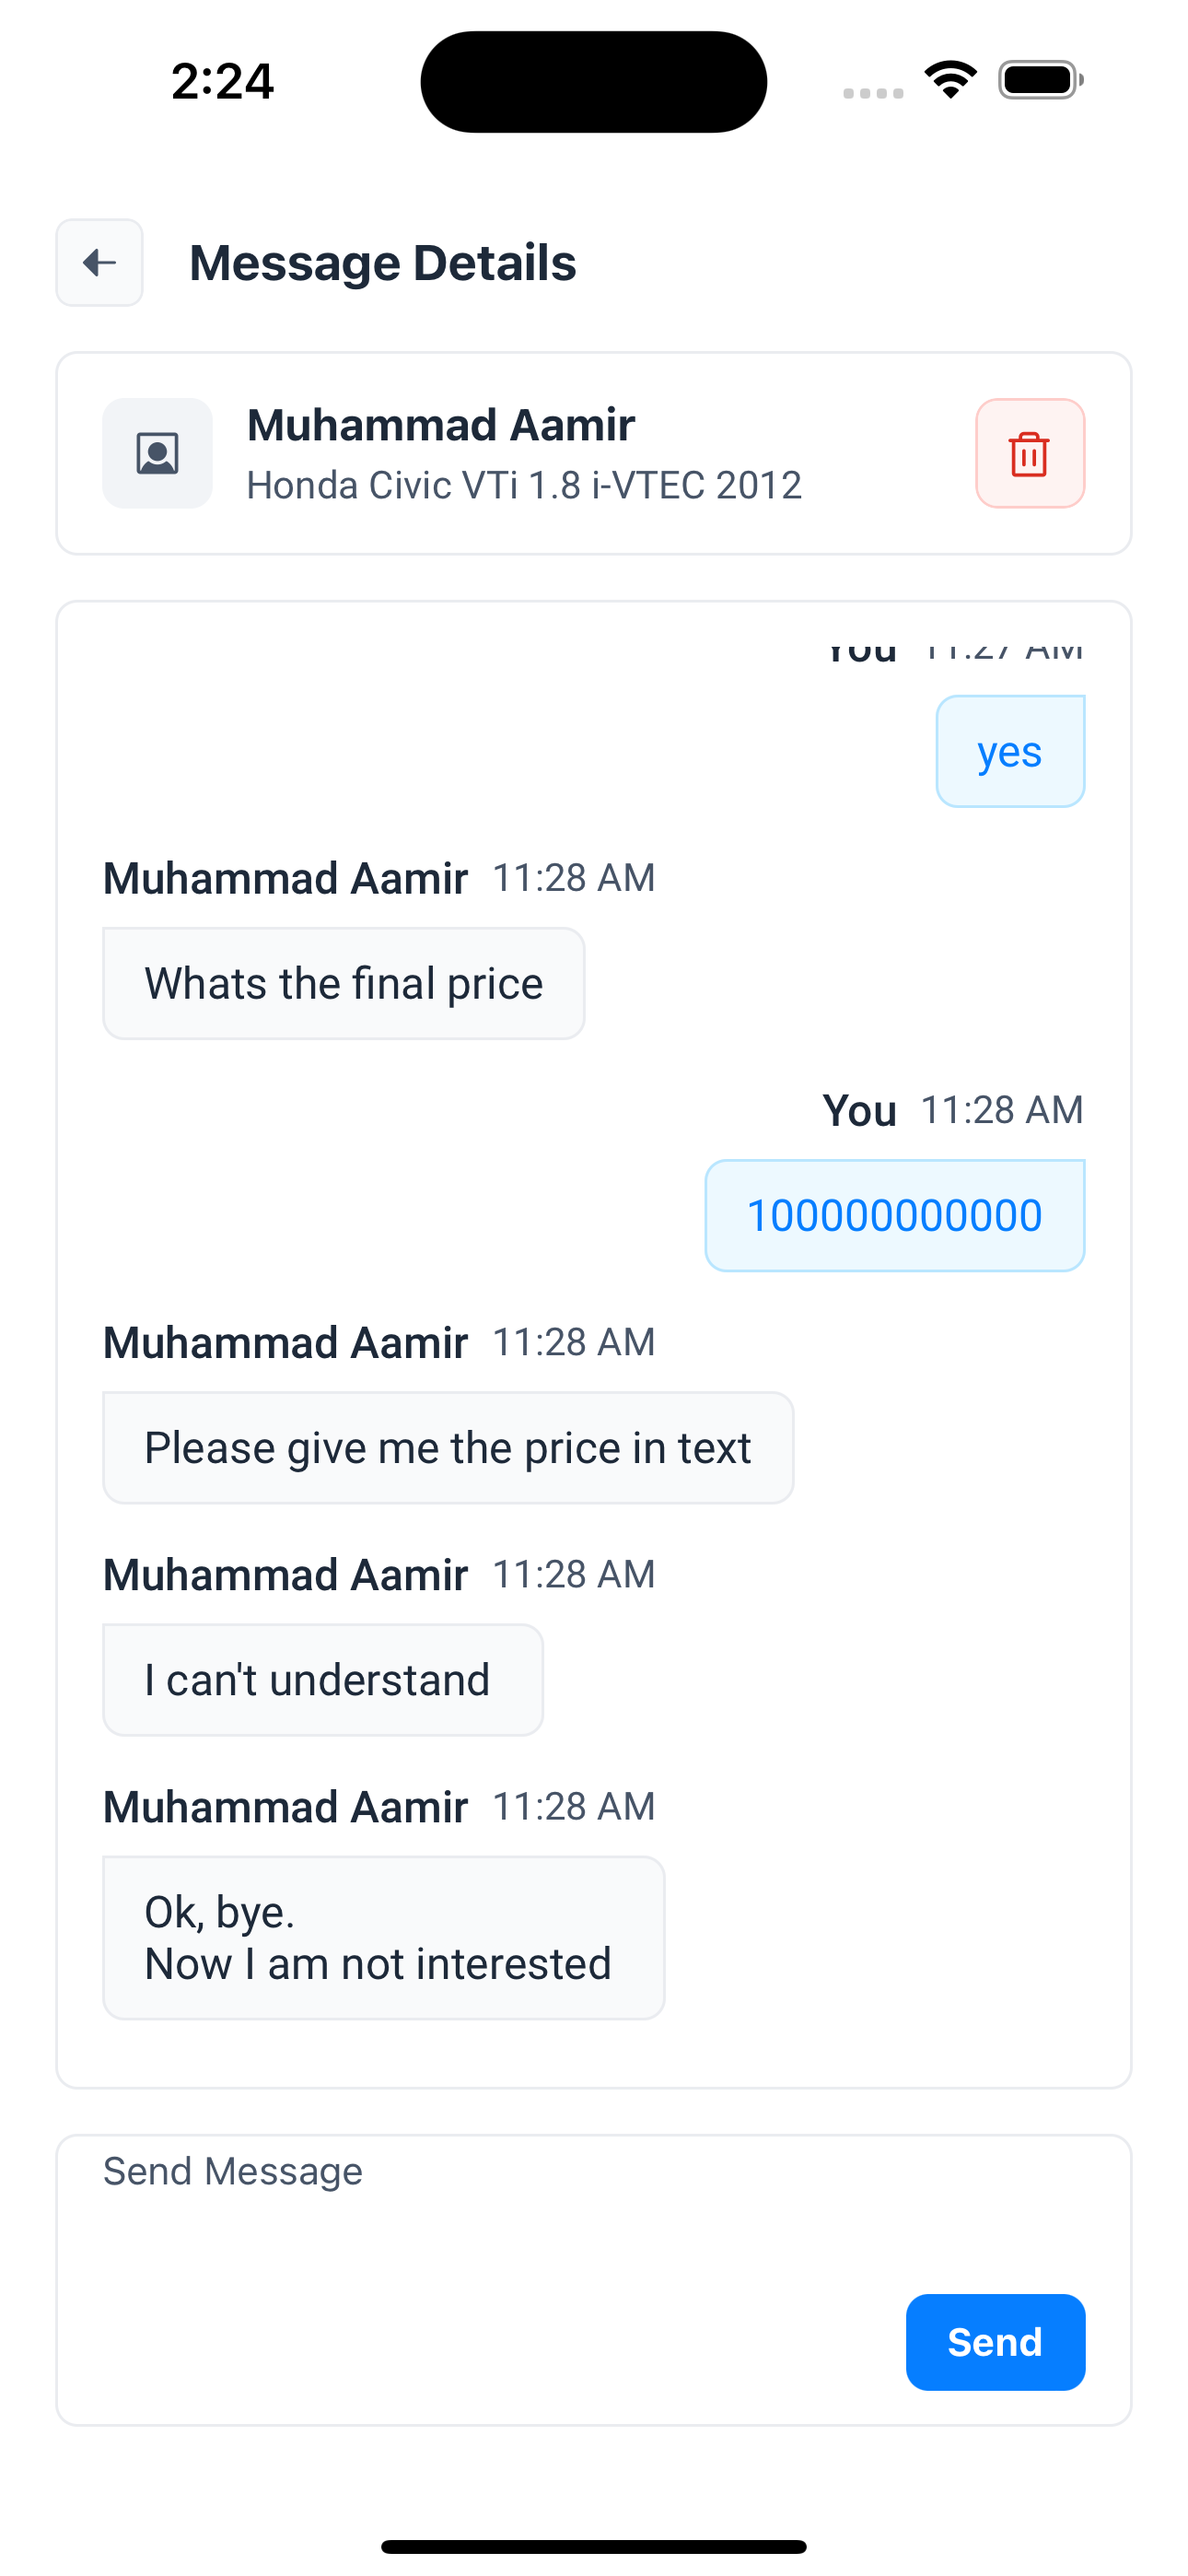 2:24
Message Details
Muhammad Aamir
Honda Civic VTi 1.8 i-VTEC 2012
You 11:27 AM
yes
Muhammad Aamir 11:28 AM
Whats the final price
You 11:28 AM
100000000000
Muhammad Aamir 11:28 AM
Please give me the price in text
Muhammad Aamir 11:28 AM
I can't understand
Muhammad Aamir 11:28 AM
Ok, bye.
Now I am not interested
Send Message
Send